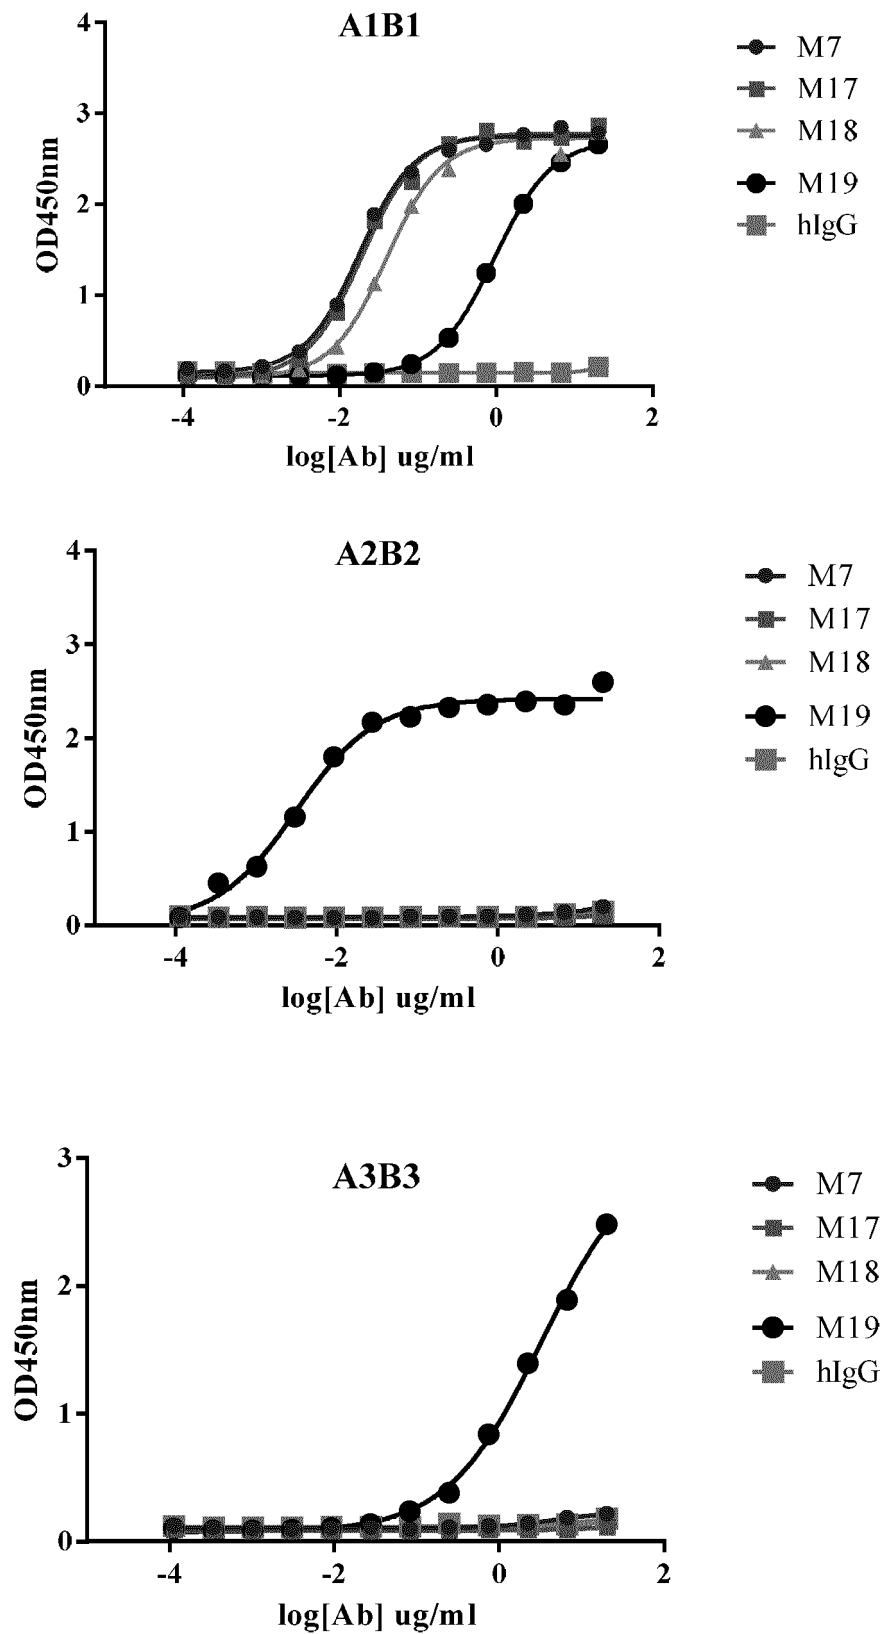 A1B1
4
3
2
1
0
OD450nm
-4 -2 0 2
log[Ab] ug/ml
M7
M17
M18
M19
hIgG
A2B2
4
3
2
1
0
OD450nm
-4 -2 0 2
log[Ab] ug/ml
M7
M17
M18
M19
hIgG
A3B3
3
2
1
0
OD450nm
-4 -2 0 2
log[Ab] ug/ml
M7
M17
M18
M19
hIgG